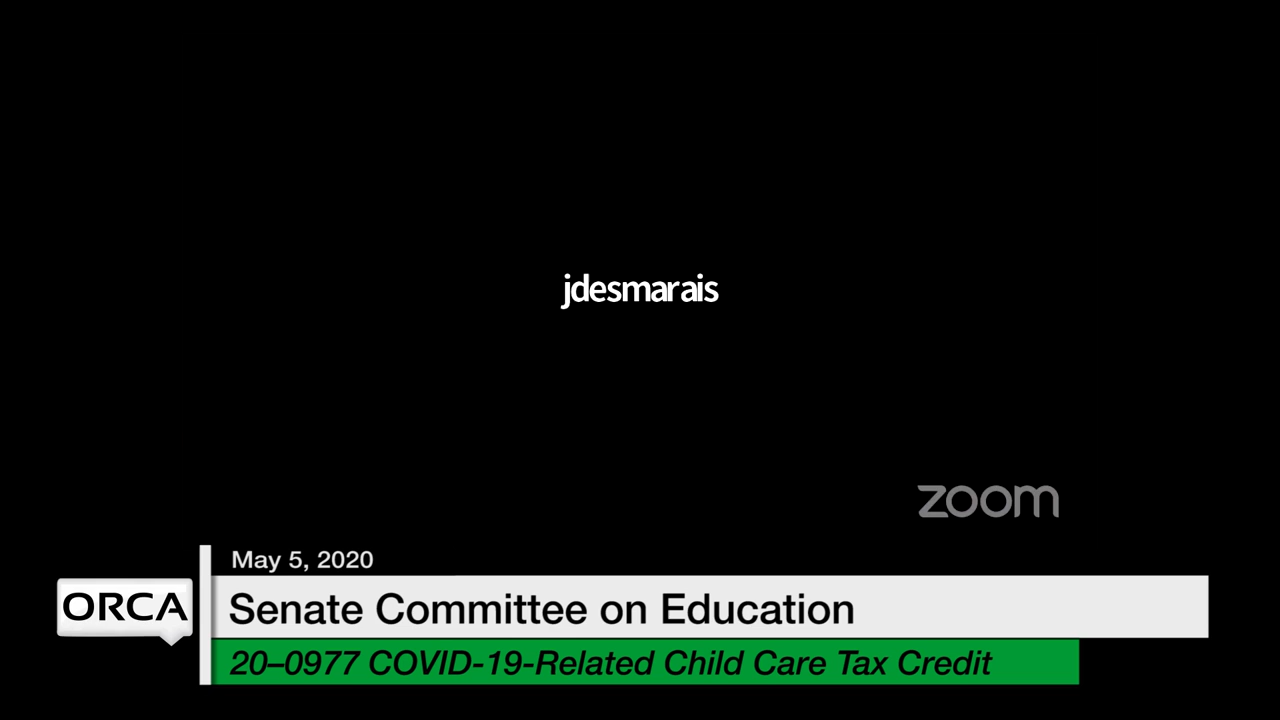 jdesmarais
zoom
May 5, 2020
ORCA
Senate Committee on Education
20–0977 COVID-19-Related Child Care Tax Credit